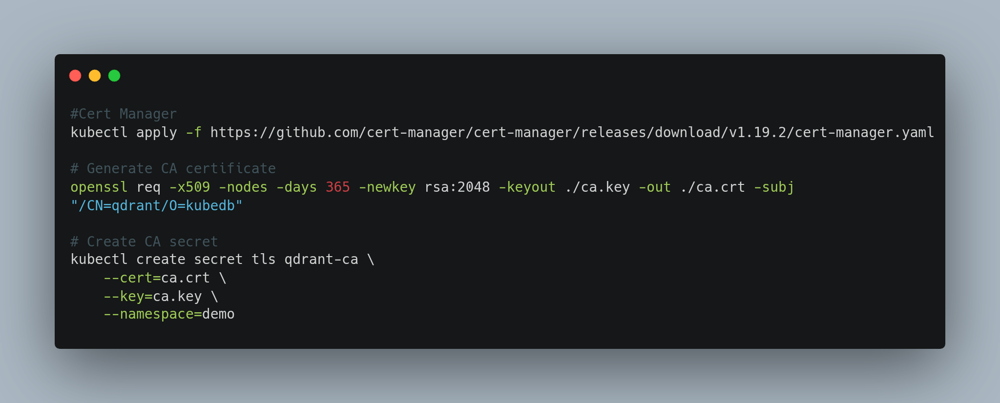 #Cert Manager
kubectl apply -f https://github.com/cert-manager/cert-manager/releases/download/v1.19.2/cert-manager.yaml

# Generate CA certificate
openssl req -x509 -nodes -days 365 -newkey rsa:2048 -keyout ./ca.key -out ./ca.crt -subj
"/CN=qdrant/O=kubedb"

# Create CA secret
kubectl create secret tls qdrant-ca \
    --cert=ca.crt \
    --key=ca.key \
    --namespace=demo